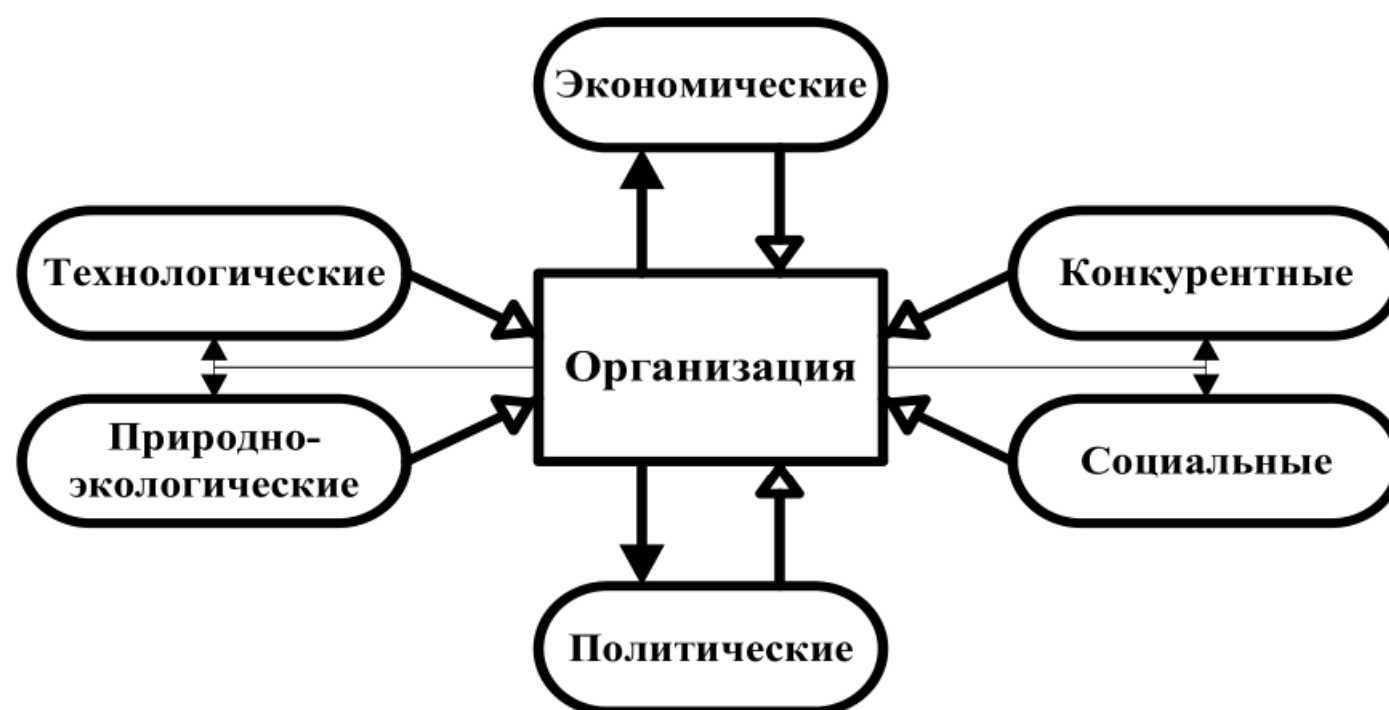 Экономические
Технологические
Конкурентные
Организация
Природно-
экологические
Социальные
Политические